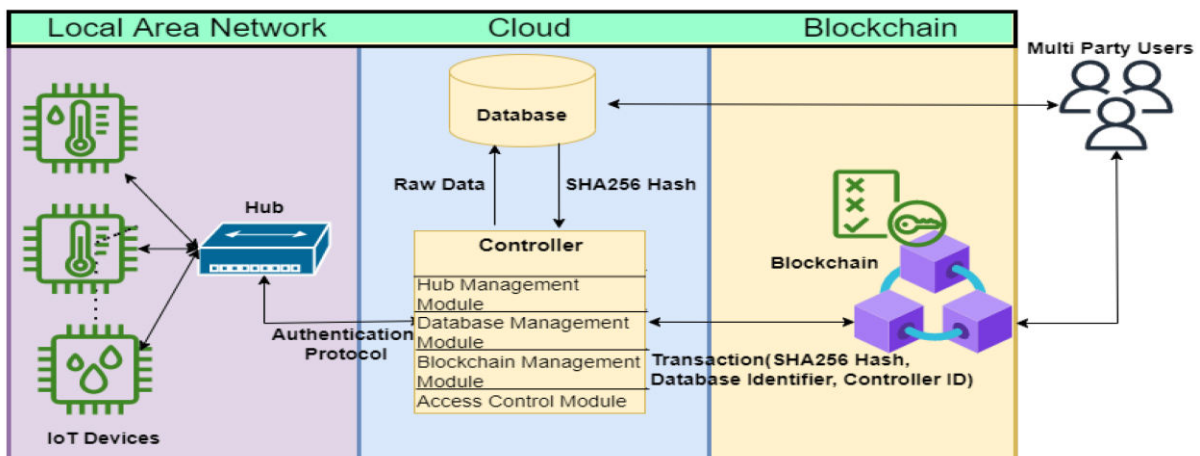 Local Area Network
Cloud
Blockchain
Multi Party Users
Database
Raw Data
SHA256 Hash
Hub
Controller
Blockchain
Hub Management
Module
Database Management
Module
Blockchain Management
Module
Access Control Module
Authentication
Protocol
Transaction(SHA256 Hash,
Database Identifier, Controller ID)
IoT Devices